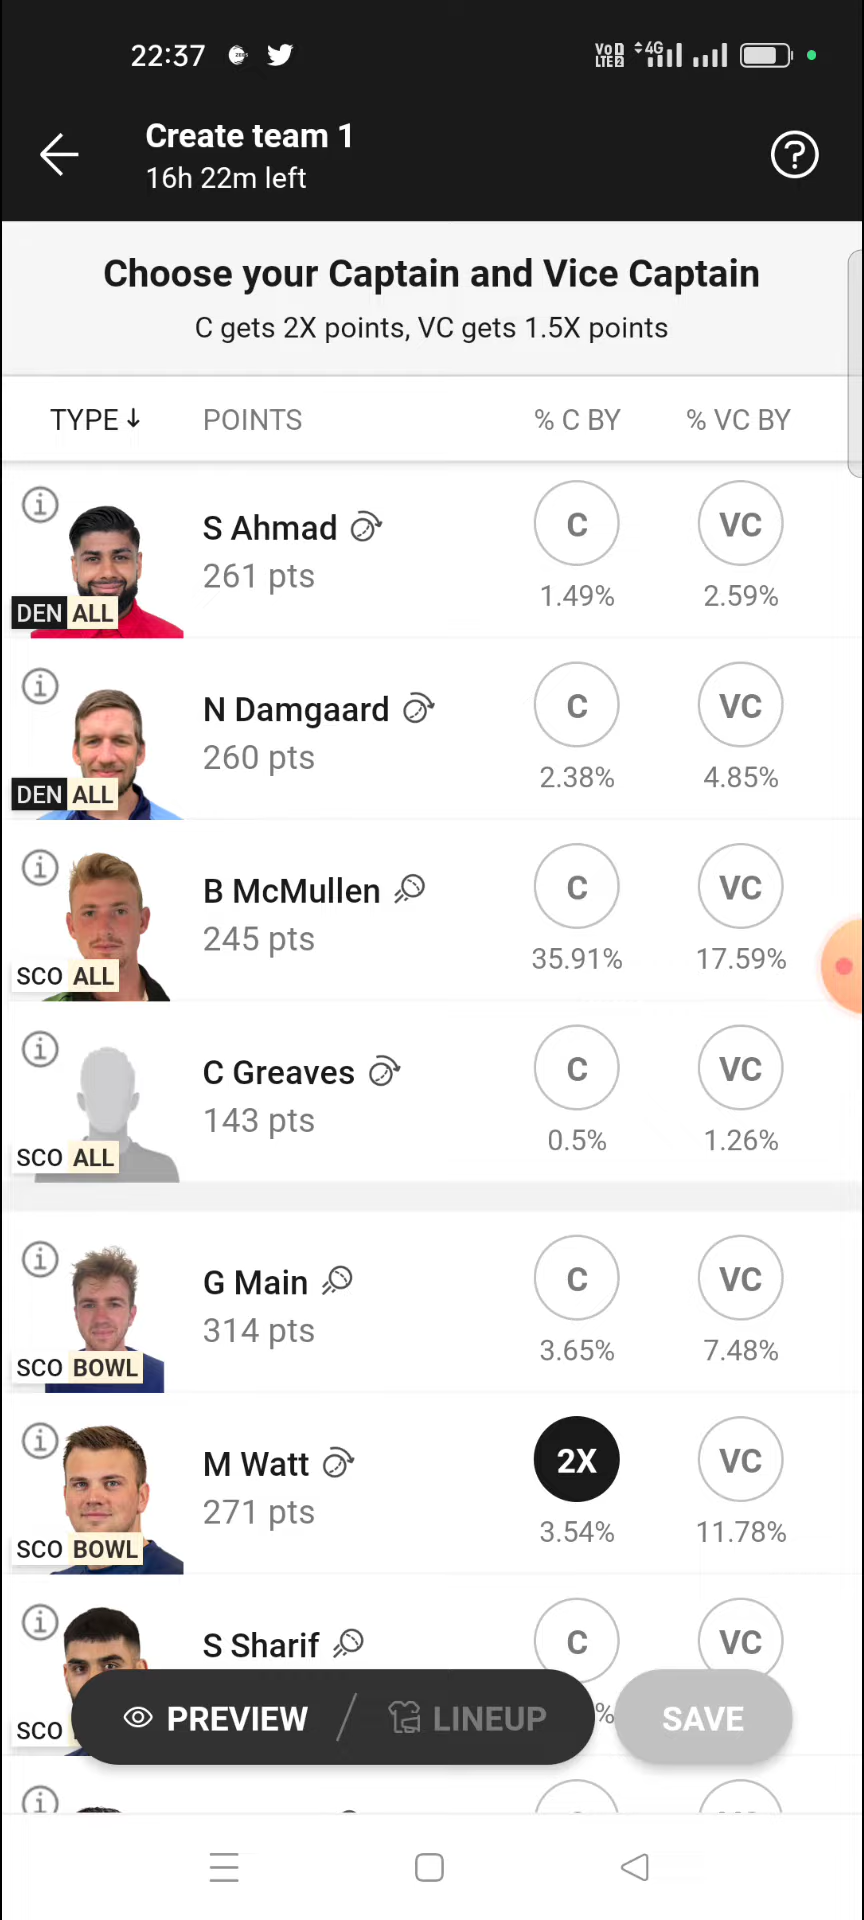 22:37
VoD LTE2 4G
Create team 1
16h 22m left
Choose your Captain and Vice Captain
C gets 2X points, VC gets 1.5X points
TYPE POINTS % C BY % VC BY
S Ahmad C VC
261 pts 1.49% 2.59%
DEN ALL
N Damgaard C VC
260 pts 2.38% 4.85%
DEN ALL
B McMullen C VC
245 pts 35.91% 17.59%
SCO ALL
C Greaves C VC
143 pts 0.5% 1.26%
SCO ALL
G Main C VC
314 pts 3.65% 7.48%
SCO BOWL
M Watt 2X VC
271 pts 3.54% 11.78%
SCO BOWL
S Sharif C VC
SCO PREVIEW LINEUP % SAVE